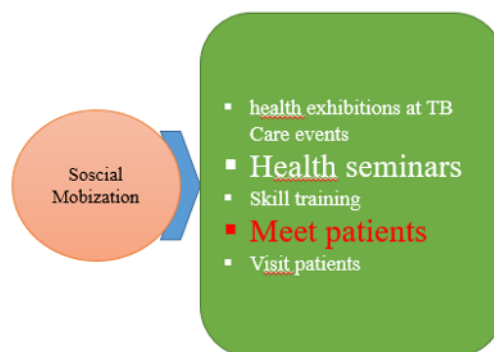 Soscial
Mobization
health exhibitions at TB
Care events
Health seminars
Skill training
Meet patients
Visit patients